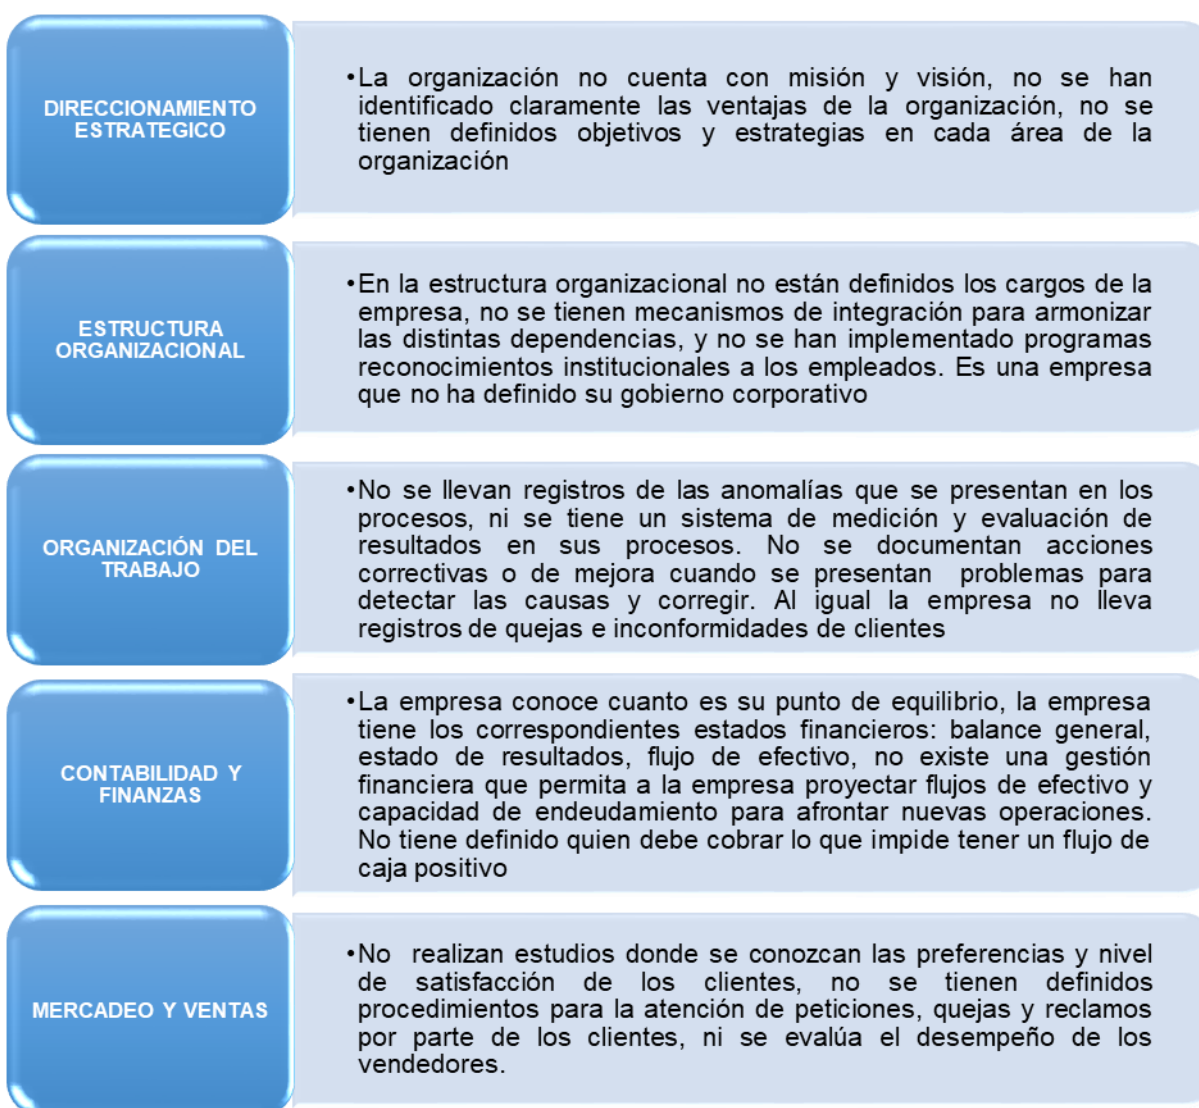 DIRECCIONAMIENTO
ESTRATEGICO
•La organización no cuenta con misión y visión, no se han
identificado claramente las ventajas de la organización, no se
tienen definidos objetivos y estrategias en cada área de la
organización
ESTRUCTURA
ORGANIZACIONAL
•En la estructura organizacional no están definidos los cargos de la
empresa, no se tienen mecanismos de integración para armonizar
las distintas dependencias, y no se han implementado programas
reconocimientos institucionales a los empleados. Es una empresa
que no ha definido su gobierno corporativo
ORGANIZACIÓN DEL
TRABAJO
•No se llevan registros de las anomalías que se presentan en los
procesos, ni se tiene un sistema de medición y evaluación de
resultados en sus procesos. No se documentan acciones
correctivas o de mejora cuando se presentan problemas para
detectar las causas y corregir. Al igual la empresa no lleva
registros de quejas e inconformidades de clientes
CONTABILIDAD Y
FINANZAS
•La empresa conoce cuanto es su punto de equilibrio, la empresa
tiene los correspondientes estados financieros: balance general,
estado de resultados, flujo de efectivo, no existe una gestión
financiera que permita a la empresa proyectar flujos de efectivo y
capacidad de endeudamiento para afrontar nuevas operaciones.
No tiene definido quien debe cobrar lo que impide tener un flujo de
caja positivo
MERCADEO Y VENTAS
•No realizan estudios donde se conozcan las preferencias y nivel
de satisfacción de los clientes, no se tienen definidos
procedimientos para la atención de peticiones, quejas y reclamos
por parte de los clientes, ni se evalúa el desempeño de los
vendedores.